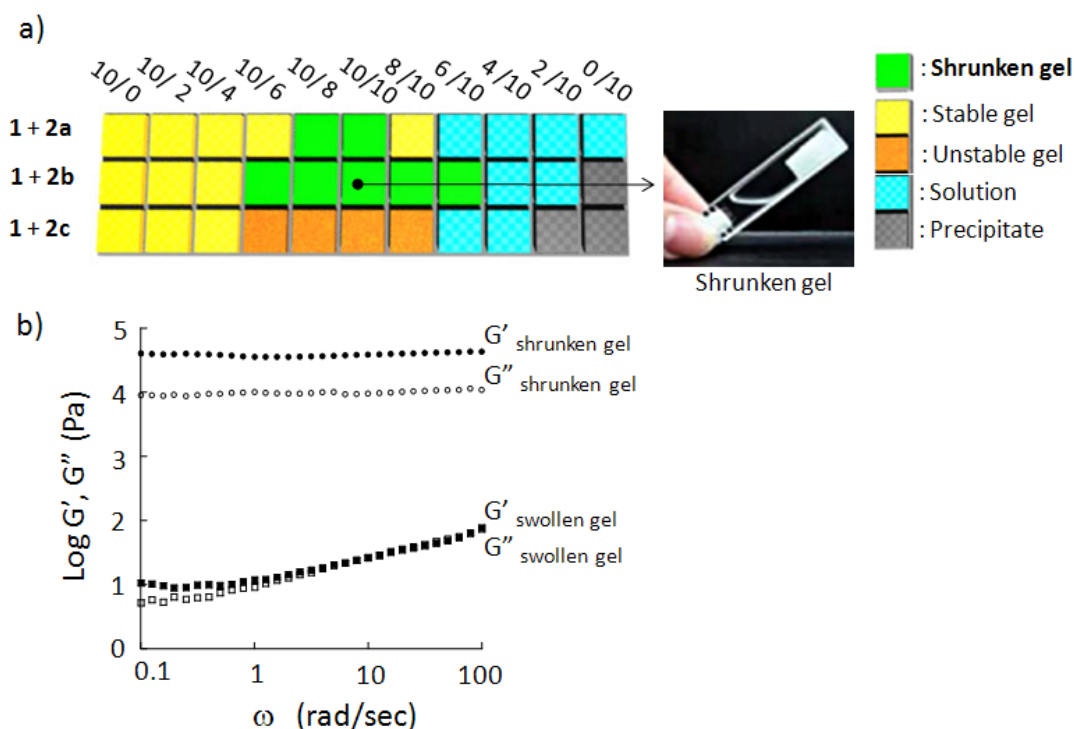 a)
10/0 10/2 10/4 10/6 10/8 10/10 8/10 6/10 4/10 2/10 0/10
1 + 2a
1 + 2b
1 + 2c
: Shrunken gel
: Stable gel
: Unstable gel
: Solution
: Precipitate
Shrunken gel
b)
Log G’, G” (Pa)
5
4
3
2
1
0
G’ shrunken gel
G” shrunken gel
G’ swollen gel
G” swollen gel
0.1 1 10 100
ω (rad/sec)